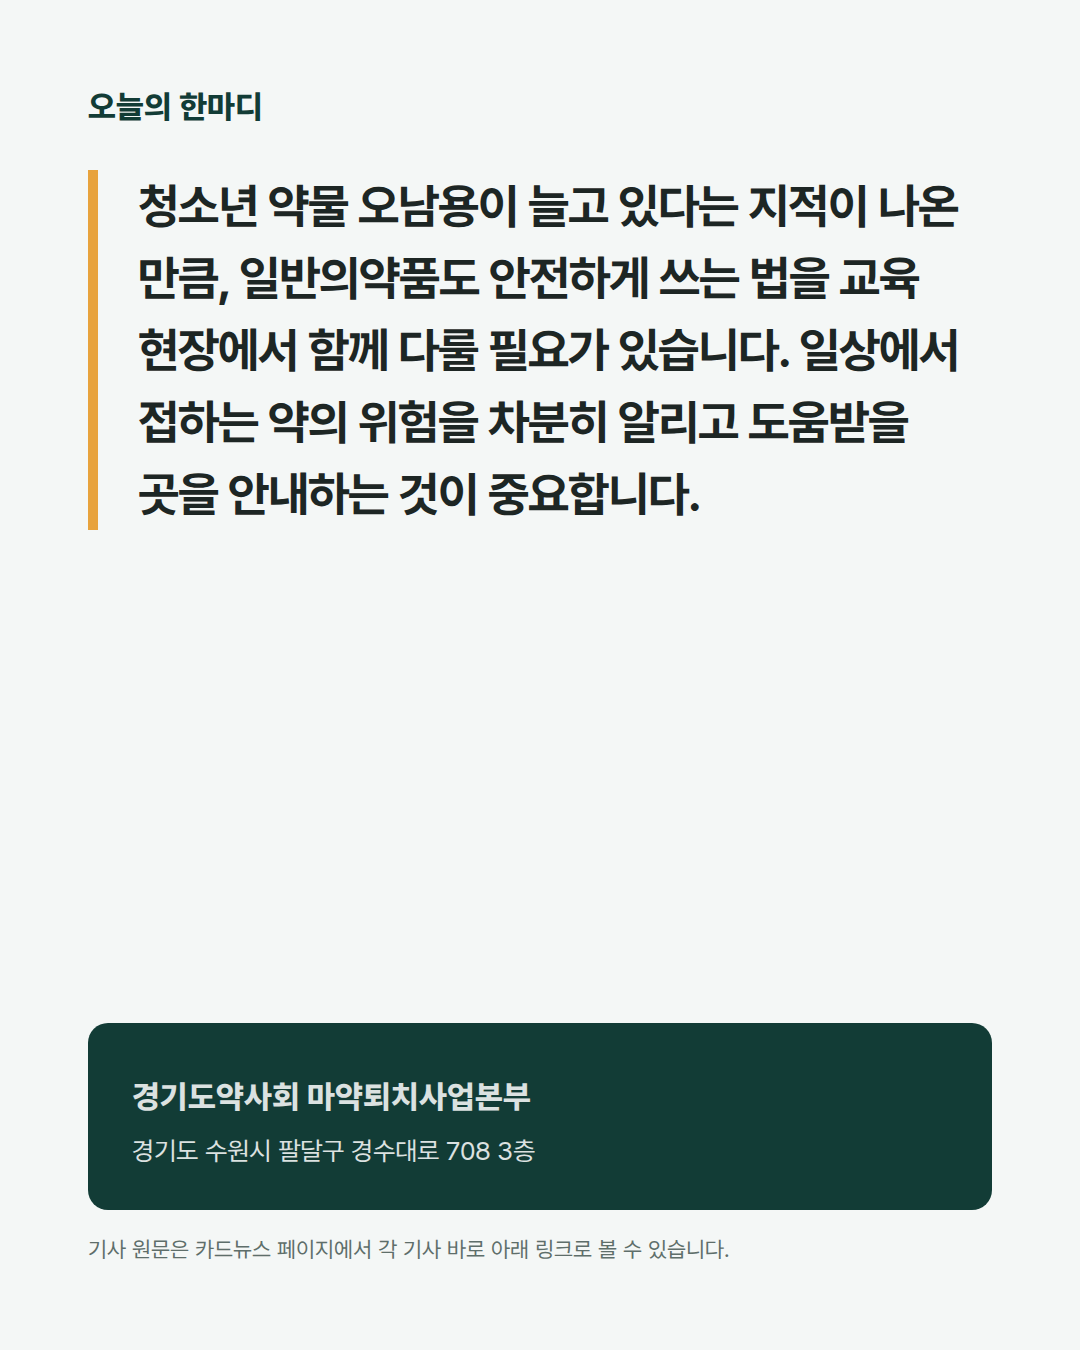 오늘의 한마디
청소년 약물 오남용이 늘고 있다는 지적이 나온
만큼, 일반의약품도 안전하게 쓰는 법을 교육
현장에서 함께 다룰 필요가 있습니다. 일상에서
접하는 약의 위험을 차분히 알리고 도움받을
곳을 안내하는 것이 중요합니다.
경기도약사회 마약퇴치사업본부
경기도 수원시 팔달구 경수대로 708 3층
기사 원문은 카드뉴스 페이지에서 각 기사 바로 아래 링크로 볼 수 있습니다.